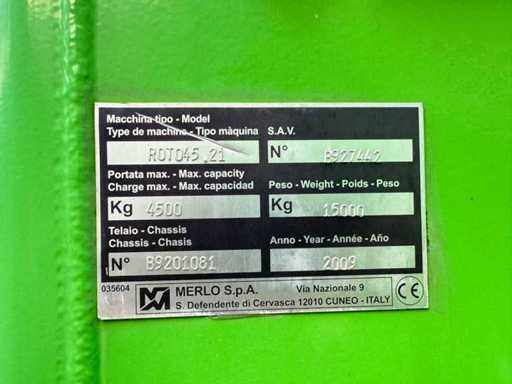 Macchina tipo - Model
Type de machine - Tipo màquina
S.A.V.
ROTO45.21
N° B927442
Portata max. - Max. capacity
Charge max. - Max. capacidad
Peso - Weight - Poids - Peso
Kg 4500
Kg 15000
Telaio - Chassis
Chassis - Chasis
Anno - Year - Année - Año
N° B9201081
2009
035604
MERLO S.p.A. Via Nazionale 9
S. Defendente di Cervasca 12010 CUNEO - ITALY
CE